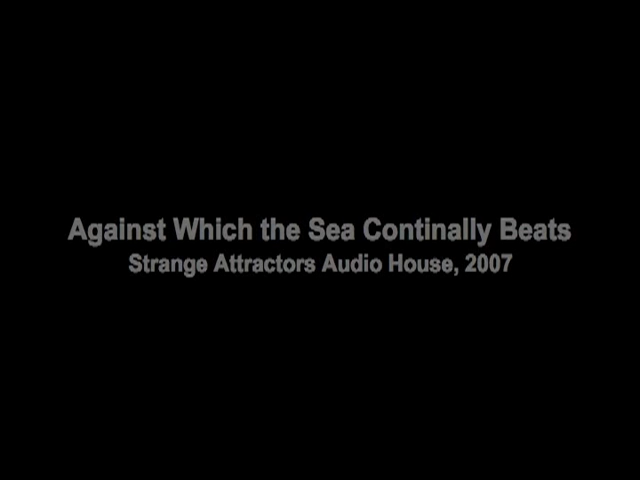 Against Which the Sea Continally Beats
Strange Attractors Audio House, 2007